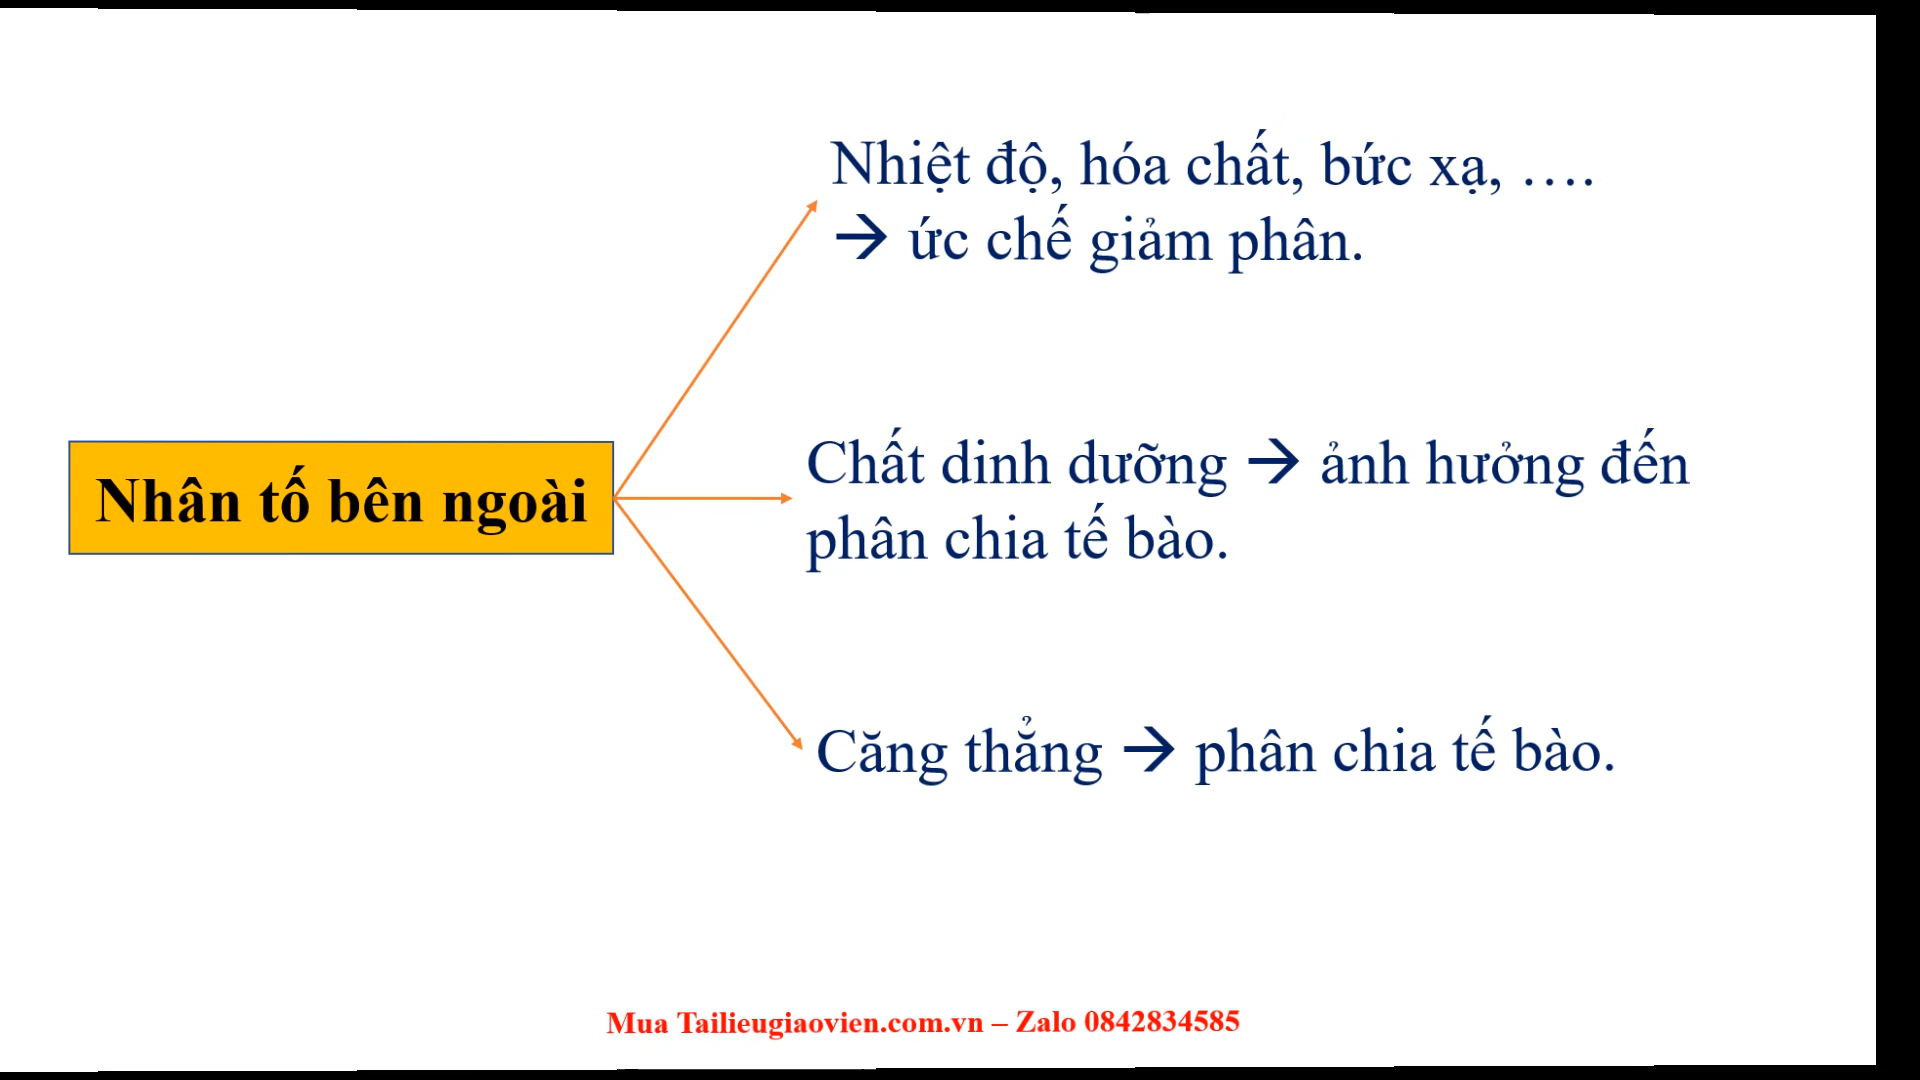 Nhiệt độ, hóa chất, bức xạ, ….
→ ức chế giảm phân.
Nhân tố bên ngoài
Chất dinh dưỡng → ảnh hưởng đến
phân chia tế bào.
Căng thẳng → phân chia tế bào.
Mua Tailieugiaovien.com.vn – Zalo 0842834585